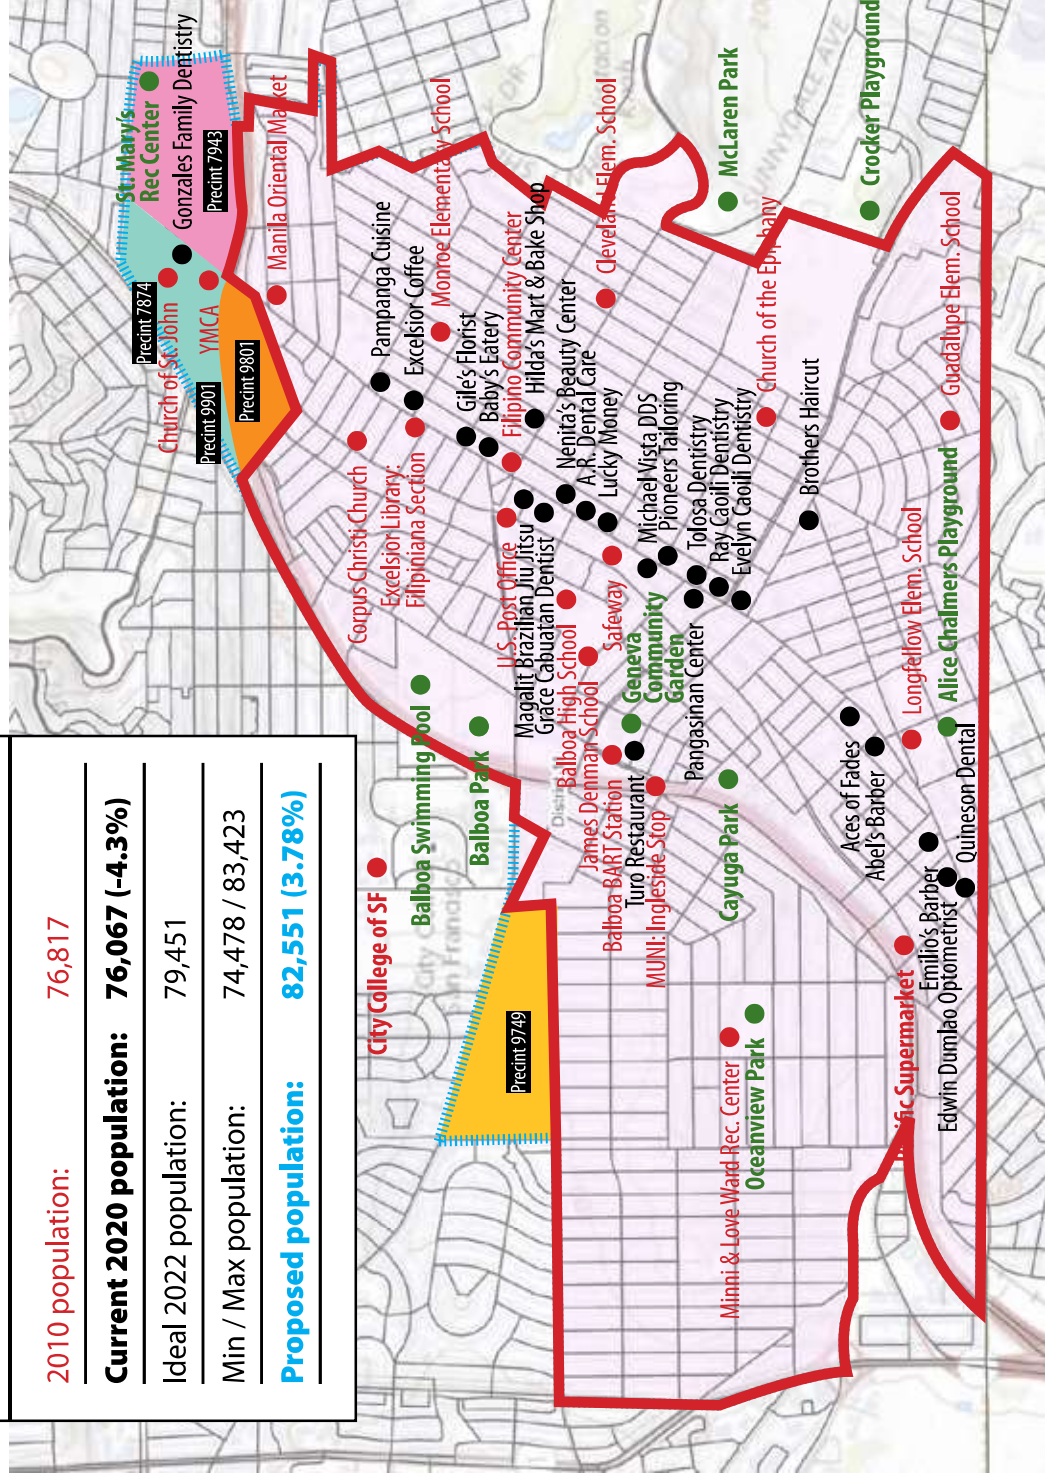 2010 population: 76,817
Current 2020 population: 76,067 (-4.3%)
Ideal 2022 population: 79,451
Min / Max population: 74,478 / 83,423
Proposed population: 82,551 (3.78%)
St. Mary's
Rec Center
Gonzales Family Dentistry
Precint 7943
Precint 7874
Church of St. John
YMCA
Precint 9901
Precint 9801
Manila Oriental Market
Pampanga Cuisine
Excelsior Coffee
Monroe Elementary School
Corpus Christi Church
Excelsior Library:
Filipiniana Section
Gile's Florist
Baby's Eatery
Filipino Community Center
Hilda's Mart & Bake Shop
Cleveland Elem. School
McLaren Park
SUNNYDALE AVE
Crocker Playground
Nenita's Beauty Center
A.R. Dental Care
Lucky Money
U.S. Post Office
Magalit Brazilian Jiu Jitsu
Grace Cabuatan Dentist
Balboa High School
James Denman School
Safeway
Michael Vista DDS
Pioneers Tailoring
Tolosa Dentistry
Ray Caoili Dentistry
Evelyn Caoili Dentistry
Church of the Epiphany
Brothers Haircut
Guadalupe Elem. School
City College of SF
Balboa Swimming Pool
Balboa Park
Precint 9749
Balboa BART Station
Turo Restaurant
MUNI: Ingleside Stop
Geneva
Community
Garden
Pangasinan Center
Cayuga Park
Longfellow Elem. School
Alice Chalmers Playground
Aces of Fades
Abel's Barber
Quineson Dental
Emilio's Barber
Edwin Dumlao Optometrist
Pacific Supermarket
Minni & Love Ward Rec. Center
Oceanview Park